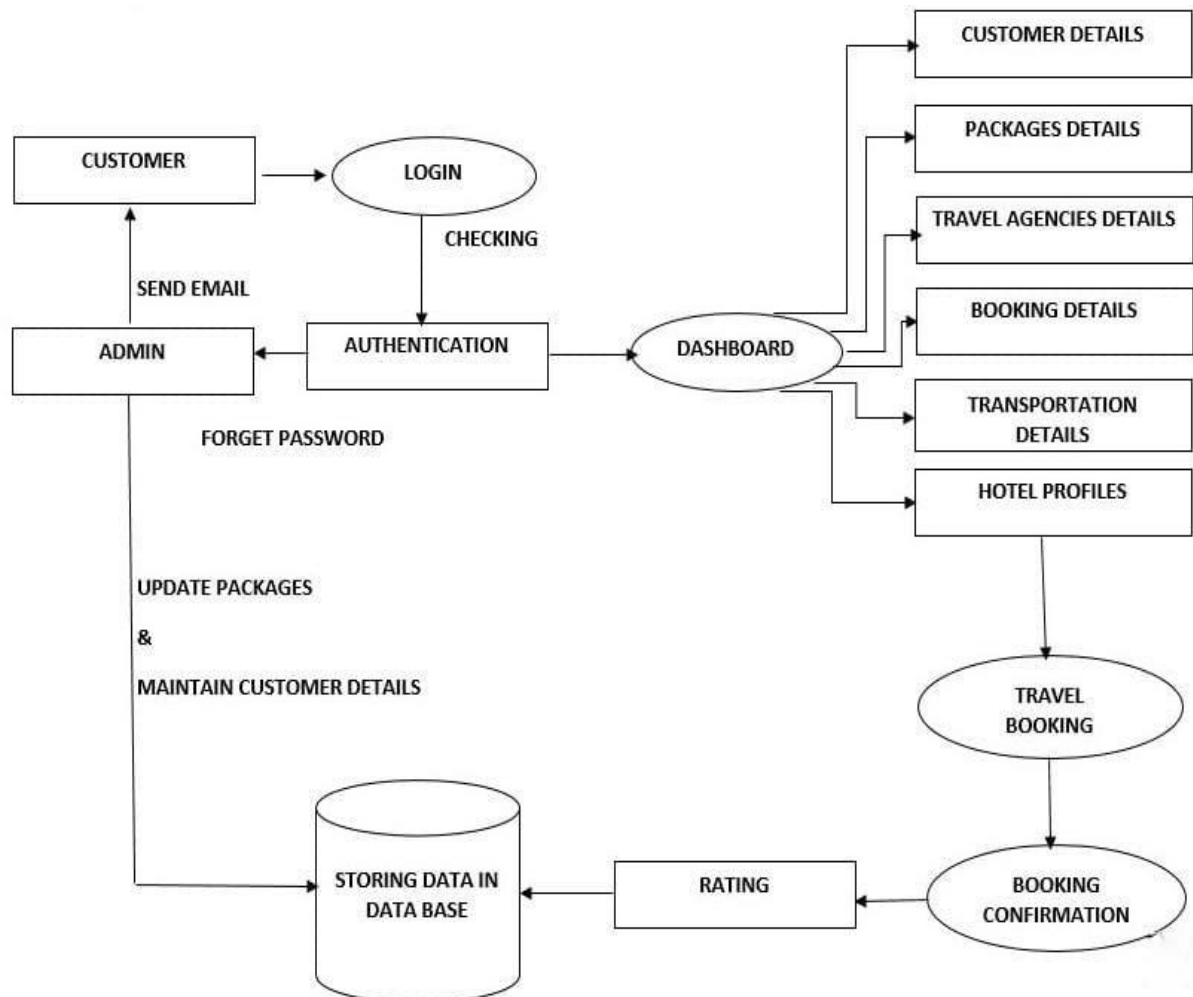 CUSTOMER DETAILS
PACKAGES DETAILS
CUSTOMER
LOGIN
TRAVEL AGENCIES DETAILS
CHECKING
SEND EMAIL
BOOKING DETAILS
ADMIN
AUTHENTICATION
DASHBOARD
TRANSPORTATION
DETAILS
FORGET PASSWORD
HOTEL PROFILES
UPDATE PACKAGES
&
MAINTAIN CUSTOMER DETAILS
TRAVEL
BOOKING
STORING DATA IN
DATA BASE
RATING
BOOKING
CONFIRMATION